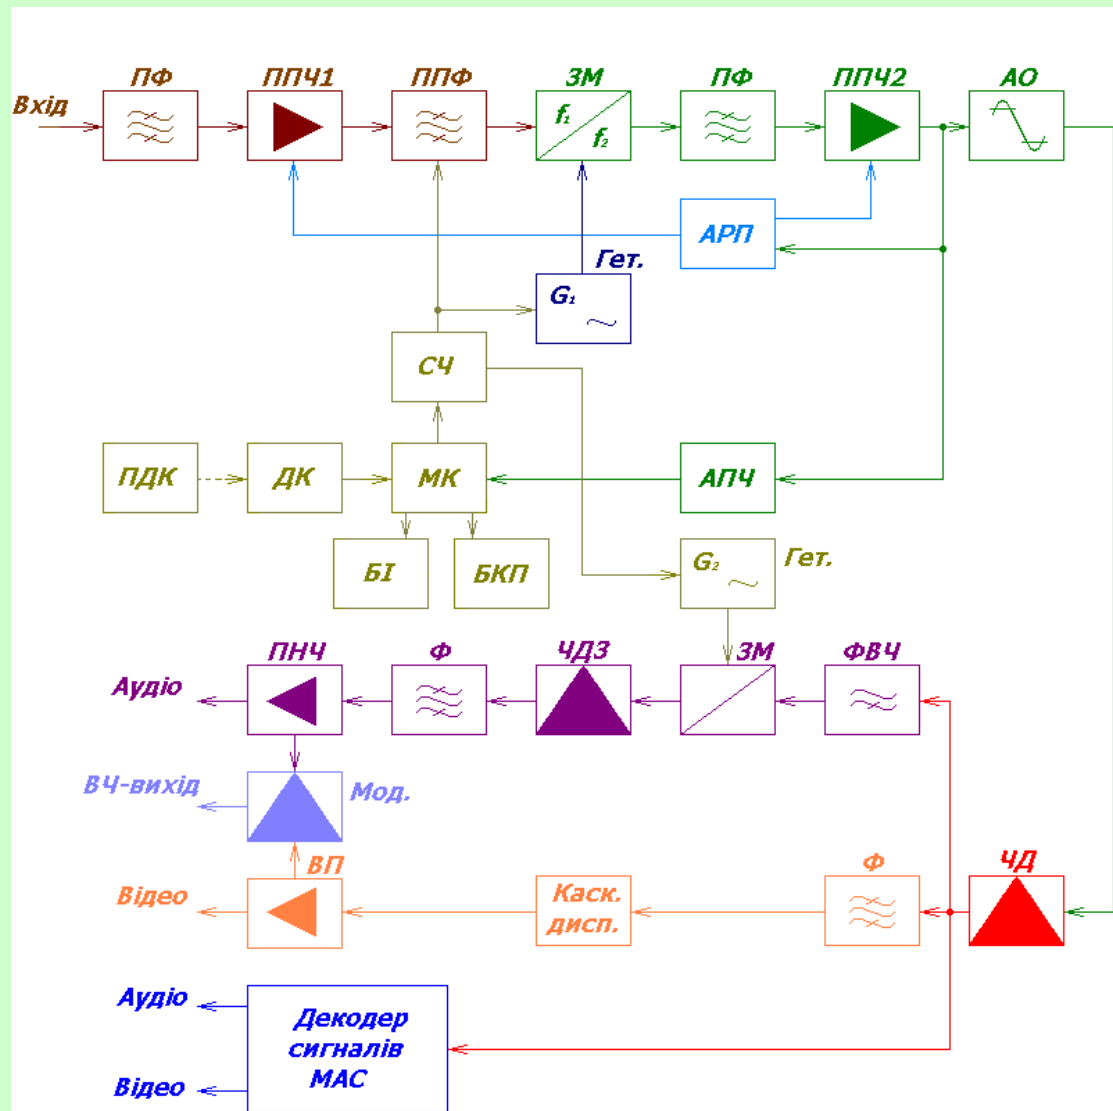 ПФ
ППЧ1
ППФ
ЗМ
ПФ
ППЧ2
АО
Вхід
f₁
f₂
АРП
Гет.
G₁
СЧ
ПДК
ДК
МК
АПЧ
БІ
БКП
G₂
Гет.
ПНЧ
Ф
ЧДЗ
ЗМ
ФВЧ
Аудіо
ВЧ-вихід
Мод.
ВП
Ф
ЧД
Відео
Каск.
дисп.
Аудіо
Декодер
сигналів
МАС
Відео